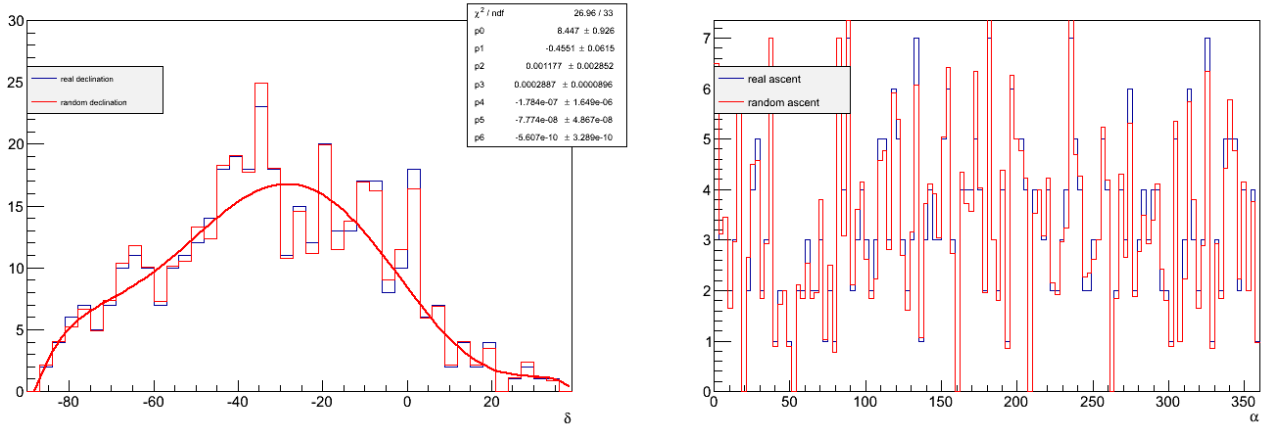 χ² / ndf 26.96 / 33
p0 8.447 ± 0.926
p1 -0.4551 ± 0.0615
p2 0.001177 ± 0.002852
p3 0.0002887 ± 0.0000896
p4 -1.784e-07 ± 1.649e-06
p5 -7.774e-08 ± 4.867e-08
p6 -5.607e-10 ± 3.289e-10
real declination
random declination
30
25
20
15
10
5
0
-80 -60 -40 -20 0 20
δ
real ascent
random ascent
7
6
5
4
3
2
1
0
0 50 100 150 200 250 300 350
α